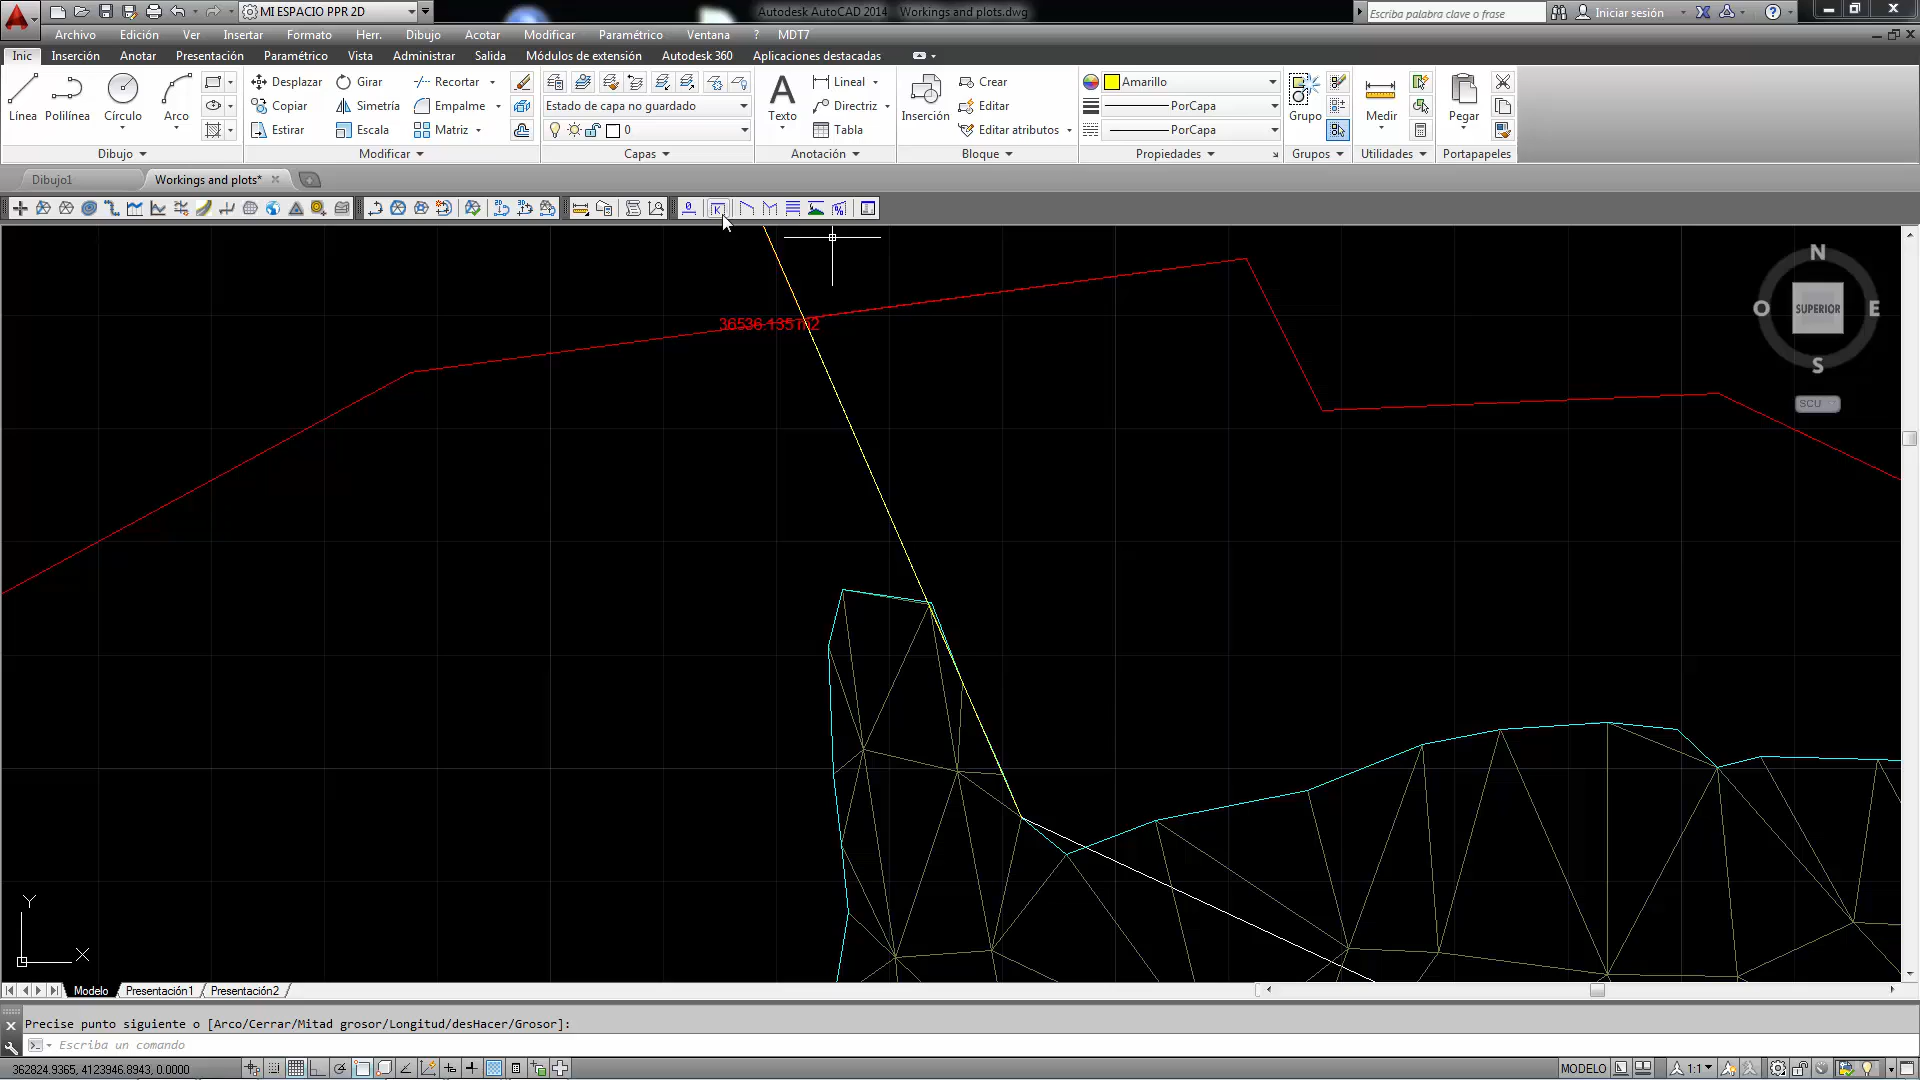 MI ESPACIO PPR 2D
Autodesk AutoCAD 2014 Workings and plots.dwg
Escriba palabra clave o frase
Iniciar sesión
Archivo Edición Ver Insertar Formato Herr. Dibujo Acotar Modificar Paramétrico Ventana ? MDT7
Inic Inserción Anotar Presentación Paramétrico Vista Administrar Salida Módulos de extensión Autodesk 360 Aplicaciones destacadas
Desplazar Girar Recortar Lineal Crear Amarillo
Línea Polilínea Círculo Arco Copiar Simetría Empalme Estado de capa no guardado Texto Directriz Inserción Editar PorCapa Grupo Medir Pegar
Estirar Escala Matriz 0 Tabla Editar atributos PorCapa
Dibujo Modificar Capas Anotación Bloque Propiedades Grupos Utilidades Portapapeles
Dibujo1 Workings and plots*
36536.135 m2
N
O SUPERIOR E
S
SCU
Y
X
Modelo Presentación1 Presentación2
Precise punto siguiente o [Arco/Cerrar/Mitad grosor/Longitud/desHacer/Grosor]:
Escriba un comando
362824.9365, 4123946.8943, 0.0000
MODELO 1:1